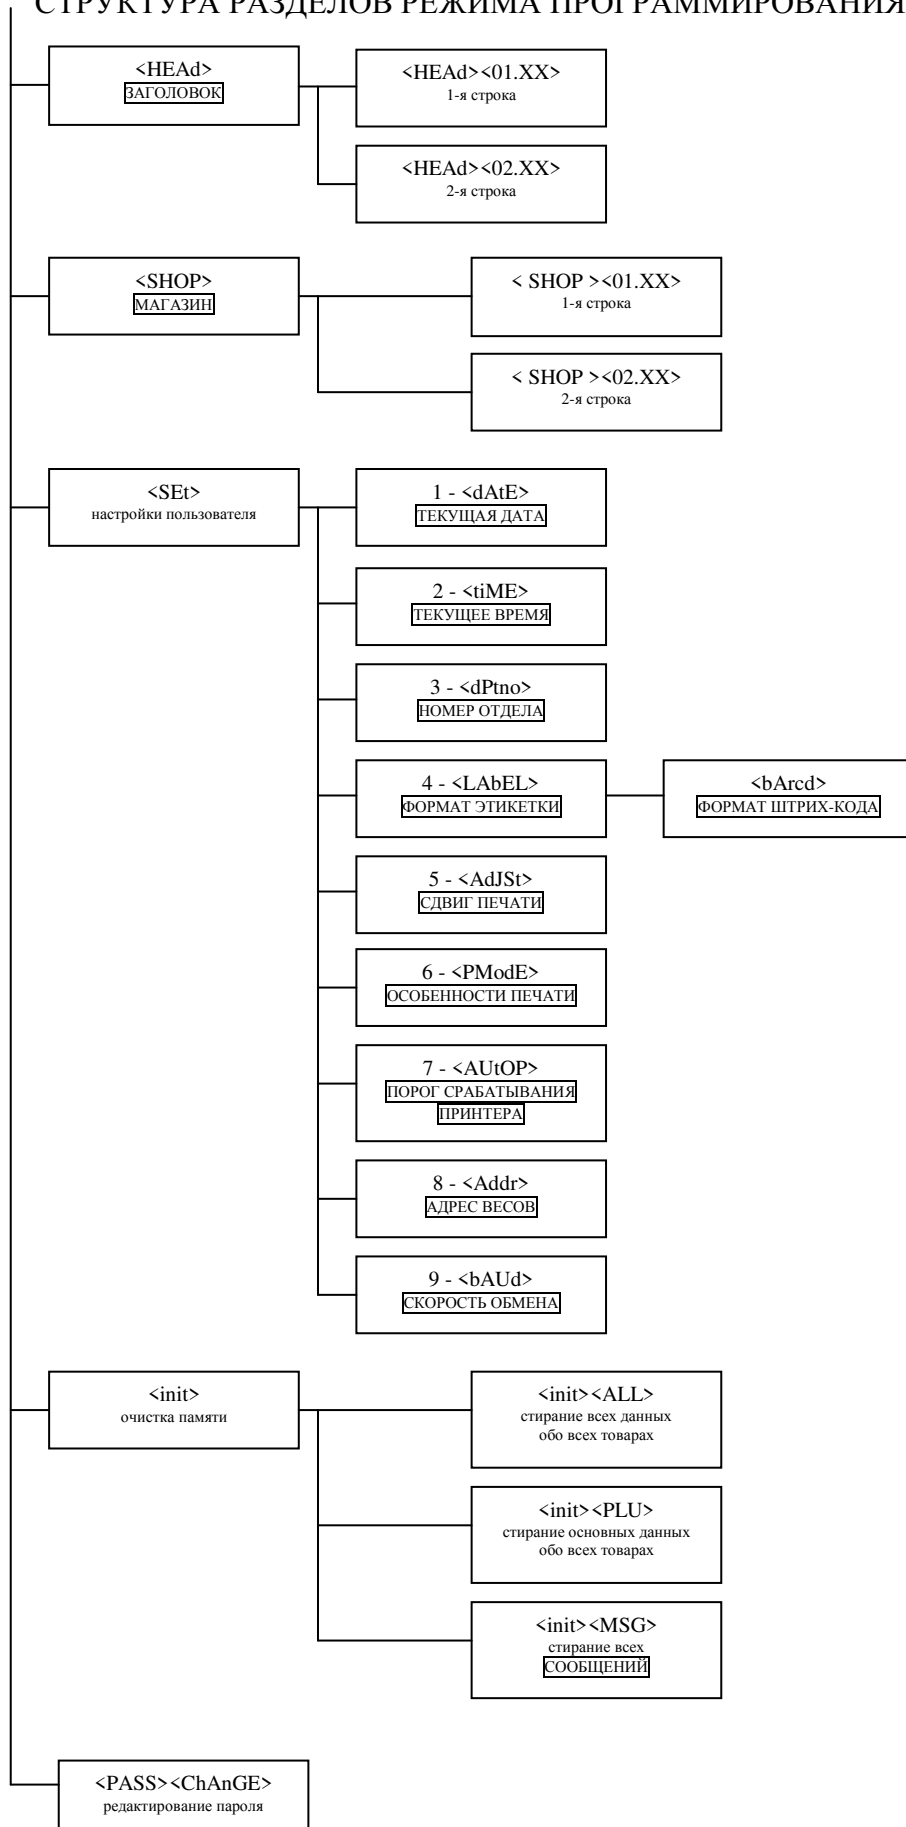 СТРУКТУРА РАЗДЕЛОВ РЕЖИМА ПРОГРАММИРОВАНИЯ
<HEAd>
ЗАГОЛОВОК
<HEAd><01.XX>
1-я строка
<HEAd><02.XX>
2-я строка
<SHOP>
МАГАЗИН
< SHOP ><01.XX>
1-я строка
< SHOP ><02.XX>
2-я строка
<SEt>
настройки пользователя
1 - <dAtE>
ТЕКУЩАЯ ДАТА
2 - <tiME>
ТЕКУЩЕЕ ВРЕМЯ
3 - <dPtno>
НОМЕР ОТДЕЛА
4 - <LAbEL>
ФОРМАТ ЭТИКЕТКИ
<bArcd>
ФОРМАТ ШТРИХ-КОДА
5 - <AdJSt>
СДВИГ ПЕЧАТИ
6 - <PModE>
ОСОБЕННОСТИ ПЕЧАТИ
7 - <AUtOP>
ПОРОГ СРАБАТЫВАНИЯ
ПРИНТЕРА
8 - <Addr>
АДРЕС ВЕСОВ
9 - <bAUd>
СКОРОСТЬ ОБМЕНА
<init>
очистка памяти
<init><ALL>
стирание всех данных
обо всех товарах
<init><PLU>
стирание основных данных
обо всех товарах
<init><MSG>
стирание всех
СООБЩЕНИЙ
<PASS><ChAnGE>
редактирование пароля